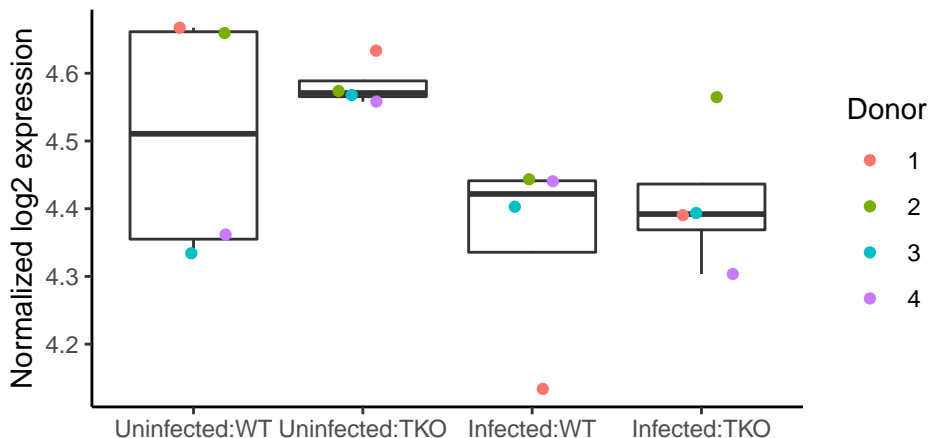 Normalized log2 expression
4.6
4.5
4.4
4.3
4.2
Uninfected:WT
Uninfected:TKO
Infected:WT
Infected:TKO
Donor
1
2
3
4